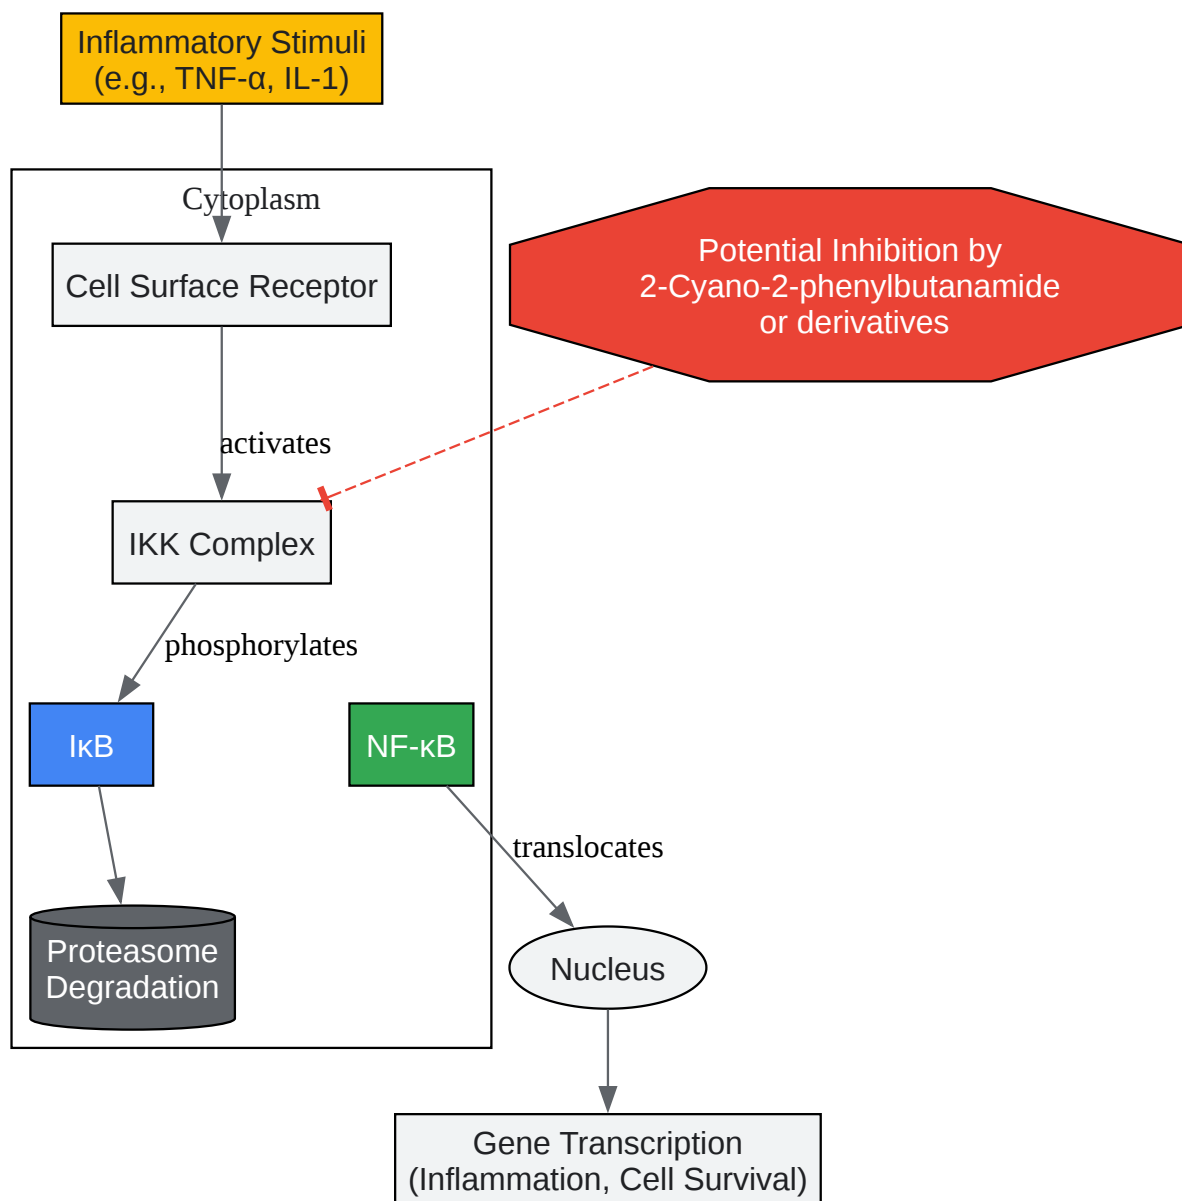 Inflammatory Stimuli
(e.g., TNF-α, IL-1)
Cytoplasm
Cell Surface Receptor
Potential Inhibition by
2-Cyano-2-phenylbutanamide
or derivatives
activates
IKK Complex
phosphorylates
IκB
NF-κB
translocates
Proteasome
Degradation
Nucleus
Gene Transcription
(Inflammation, Cell Survival)